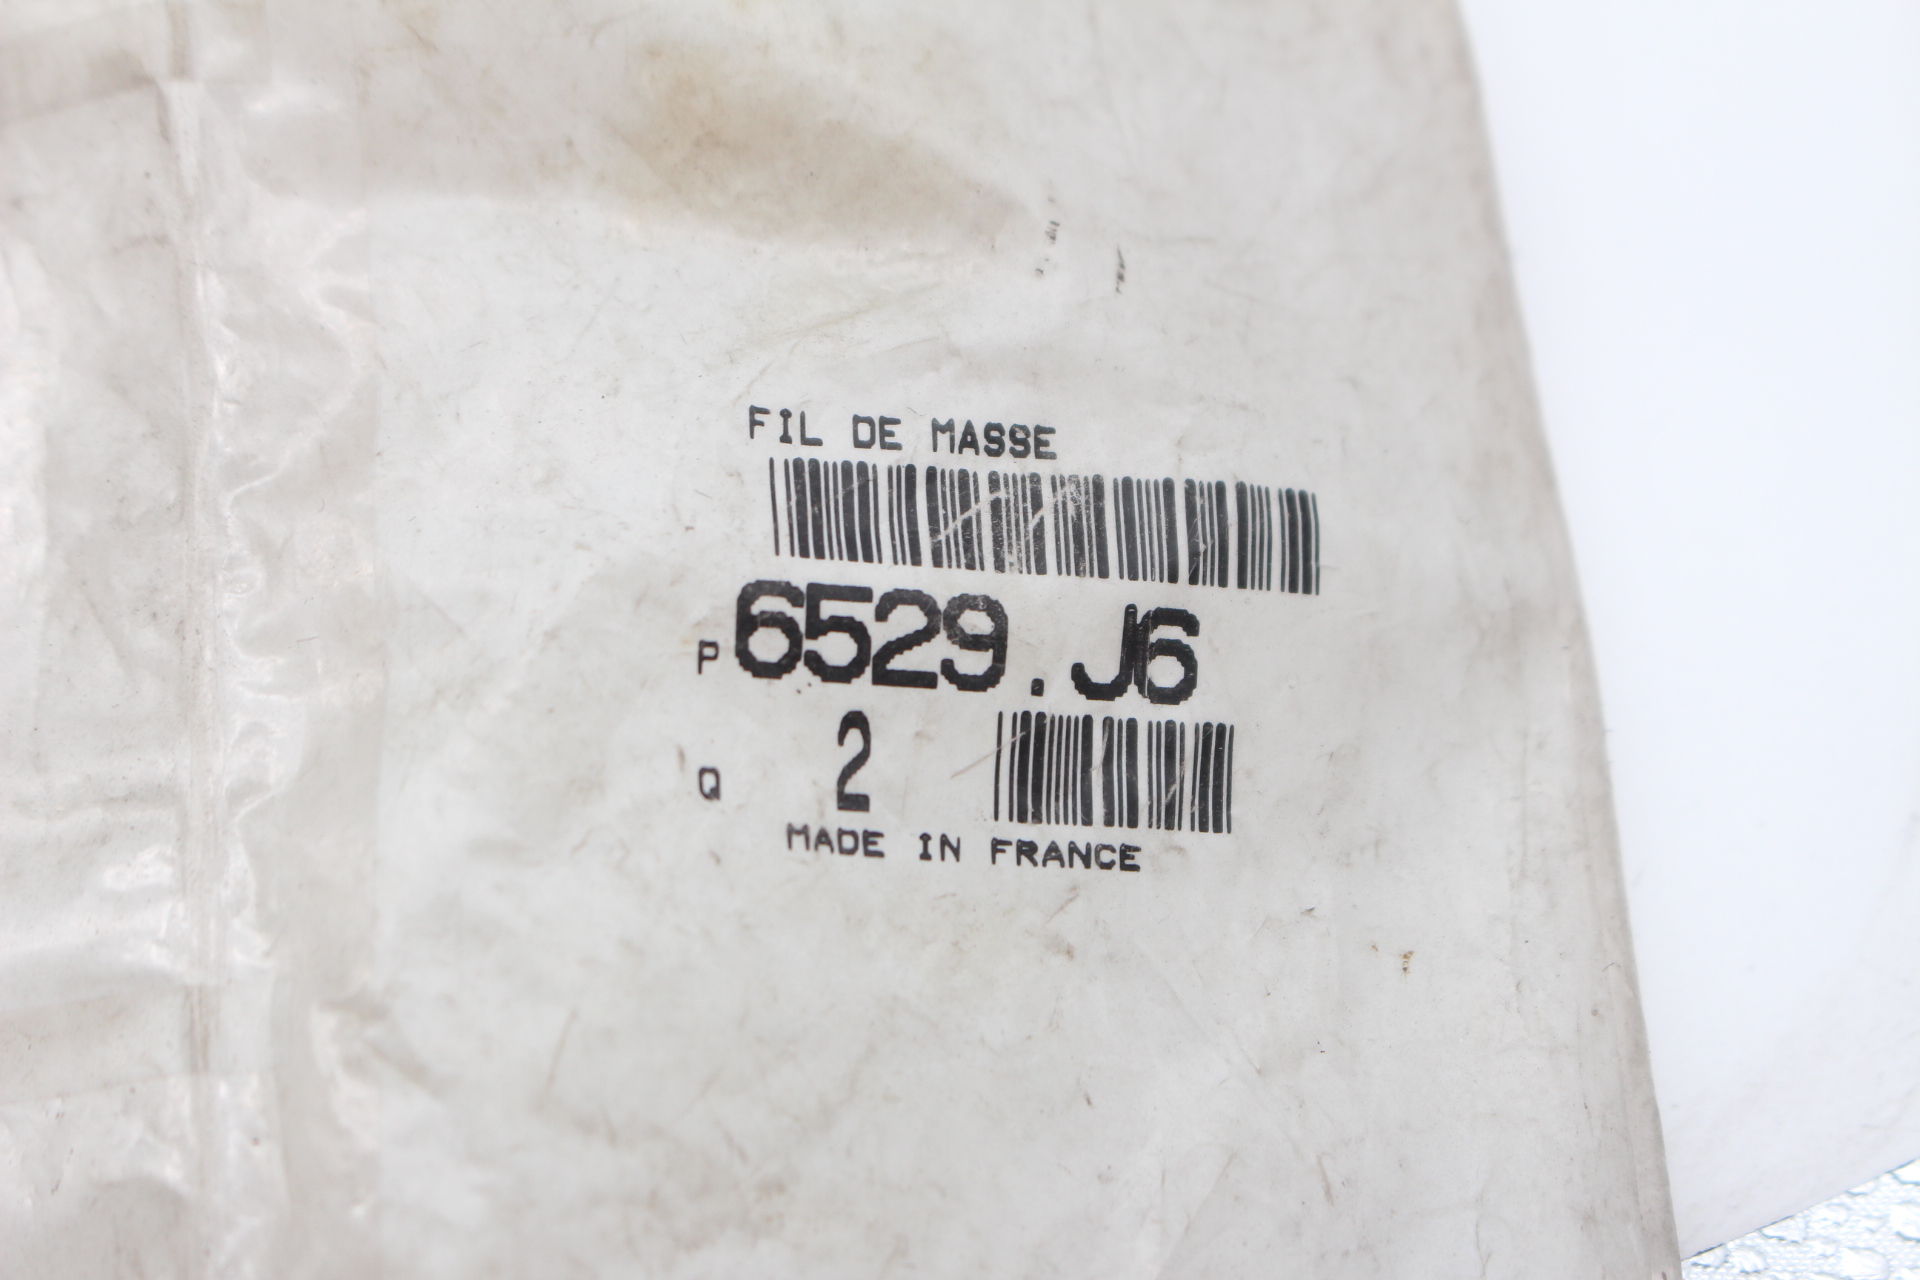 FIL DE MASSE
P 6529.J6
Q 2
MADE IN FRANCE